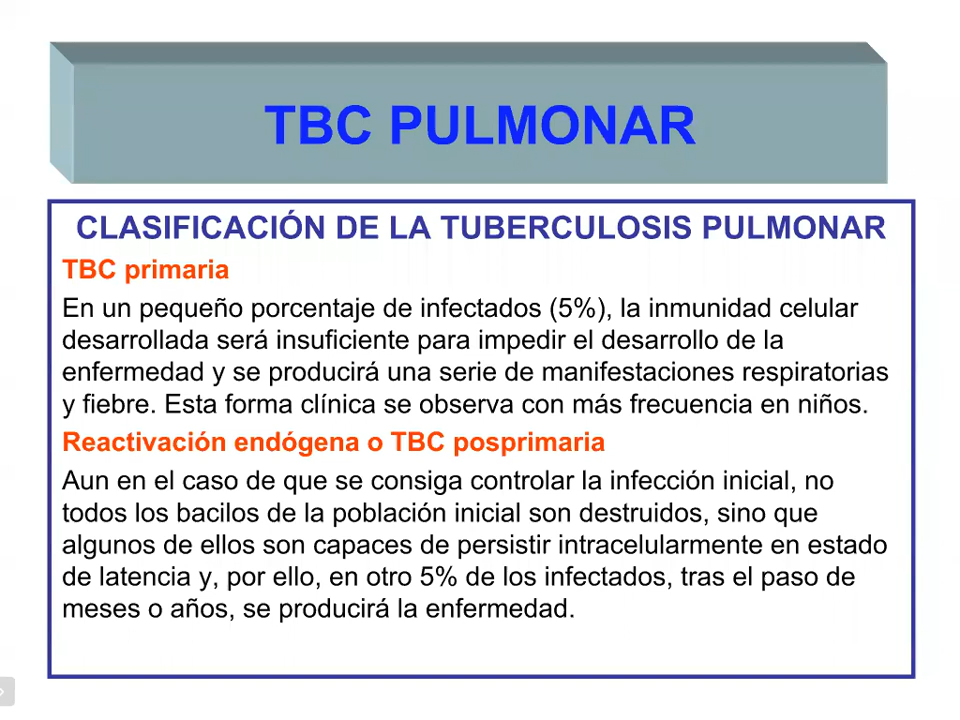 TBC PULMONAR
CLASIFICACIÓN DE LA TUBERCULOSIS PULMONAR
TBC primaria
En un pequeño porcentaje de infectados (5%), la inmunidad celular
desarrollada será insuficiente para impedir el desarrollo de la
enfermedad y se producirá una serie de manifestaciones respiratorias
y fiebre. Esta forma clínica se observa con más frecuencia en niños.
Reactivación endógena o TBC posprimaria
Aun en el caso de que se consiga controlar la infección inicial, no
todos los bacilos de la población inicial son destruidos, sino que
algunos de ellos son capaces de persistir intracelularmente en estado
de latencia y, por ello, en otro 5% de los infectados, tras el paso de
meses o años, se producirá la enfermedad.